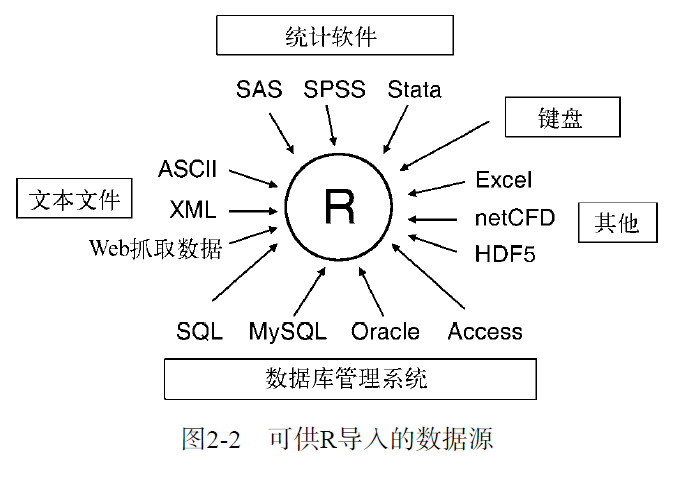 统计软件
SAS SPSS Stata
键盘
ASCII
Excel
文本文件
XML
R
netCFD
其他
Web抓取数据
HDF5
SQL MySQL Oracle Access
数据库管理系统
图2-2 可供R导入的数据源